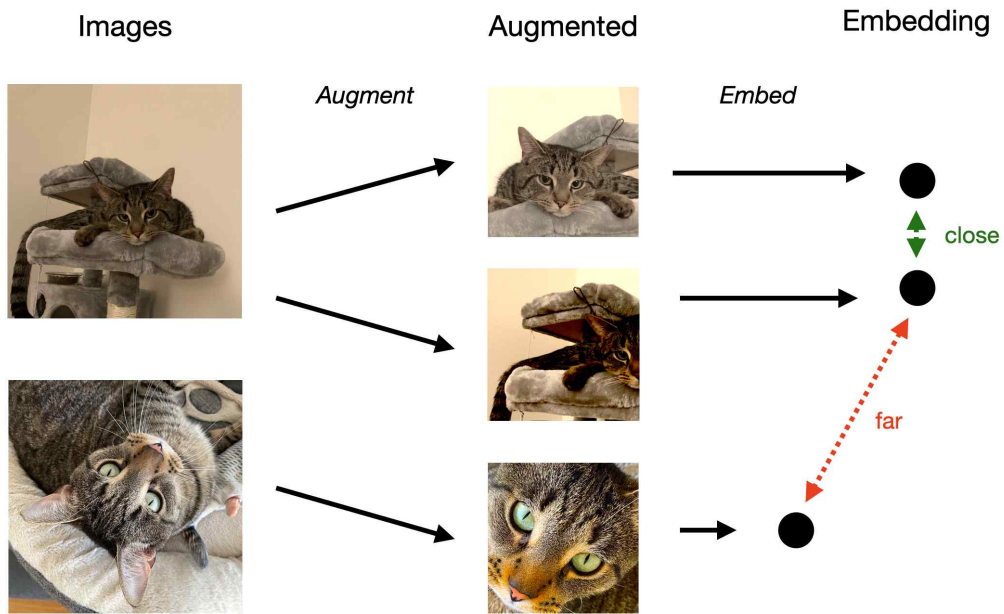 Images
Augmented
Embedding
Augment
Embed
close
far